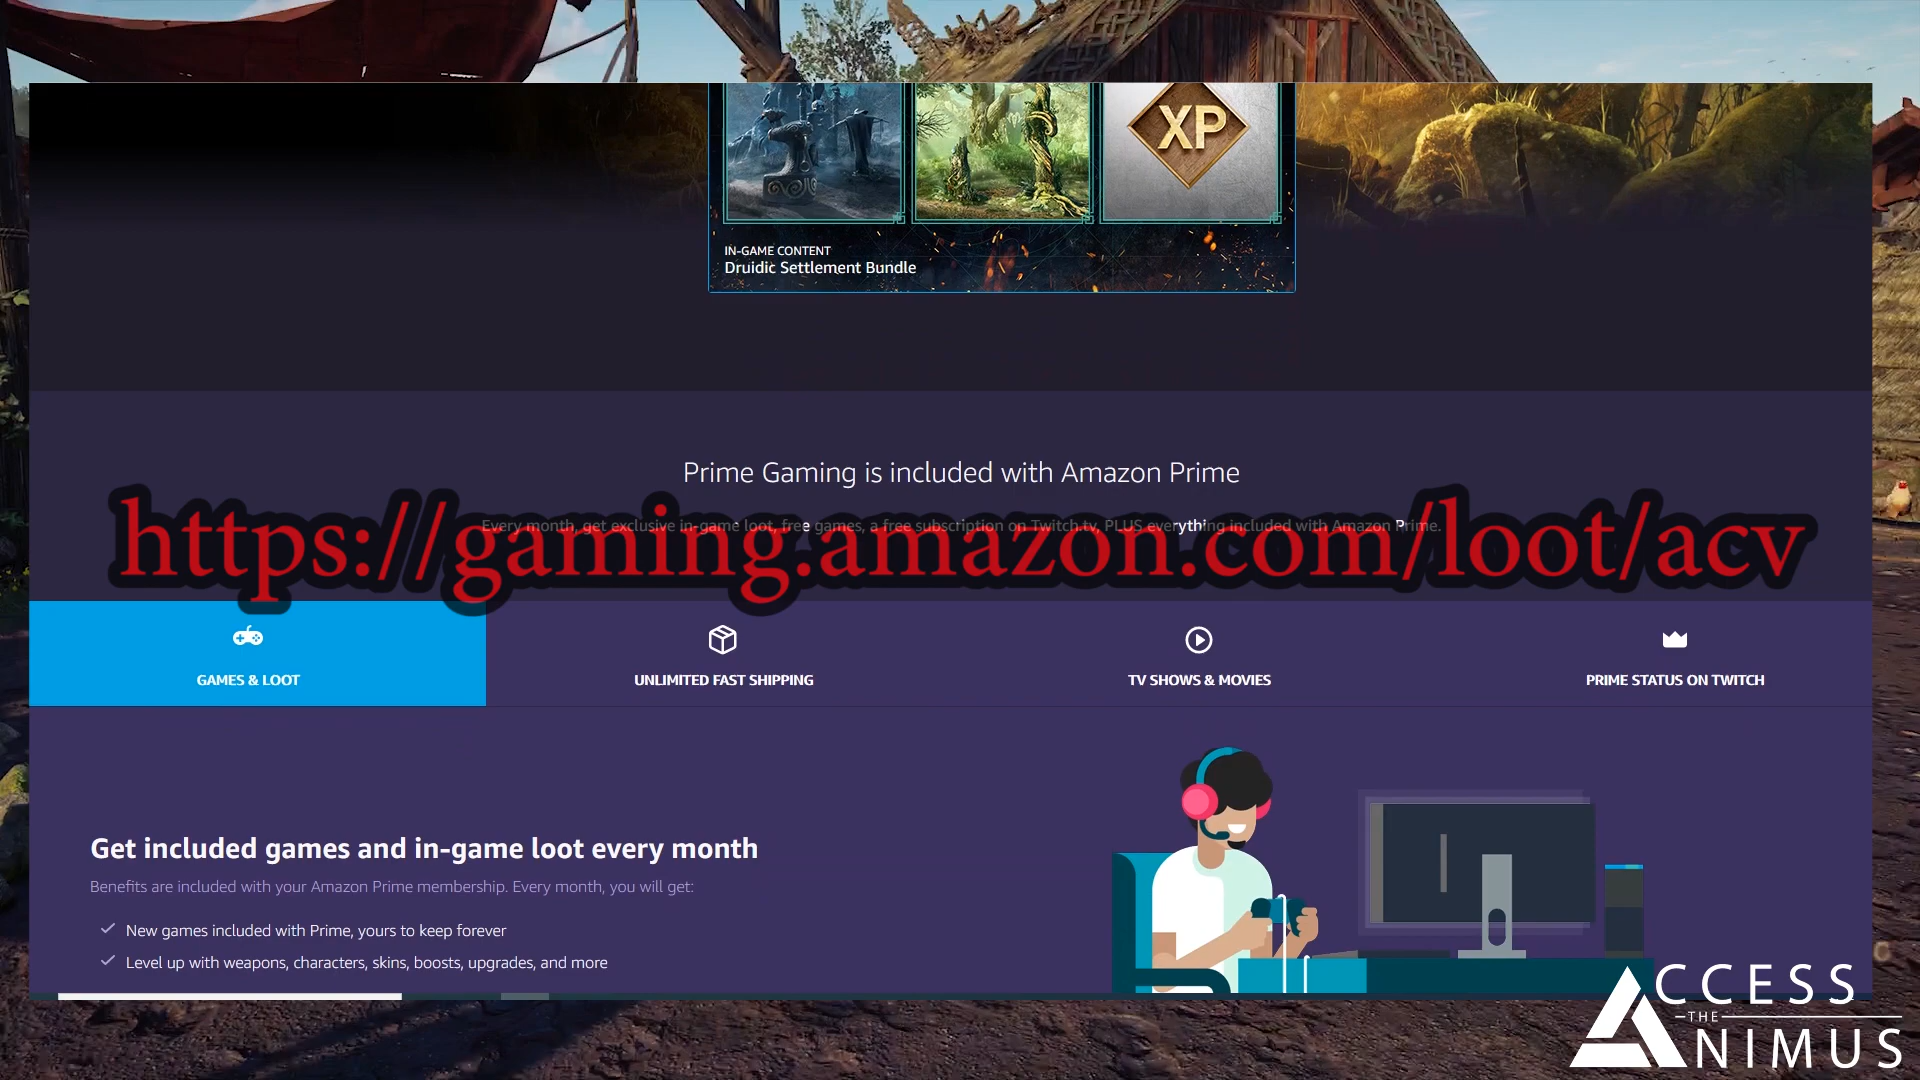 XP
IN-GAME CONTENT
Druidic Settlement Bundle
Prime Gaming is included with Amazon Prime
Every month, get exclusive in-game loot, free games, a free subscription on Twitch.tv, PLUS everything included with Amazon Prime.
https://gaming.amazon.com/loot/acv
GAMES & LOOT
UNLIMITED FAST SHIPPING
TV SHOWS & MOVIES
PRIME STATUS ON TWITCH
Get included games and in-game loot every month
Benefits are included with your Amazon Prime membership. Every month, you will get:
New games included with Prime, yours to keep forever
Level up with weapons, characters, skins, boosts, upgrades, and more
ACCESS
THE
ANIMUS